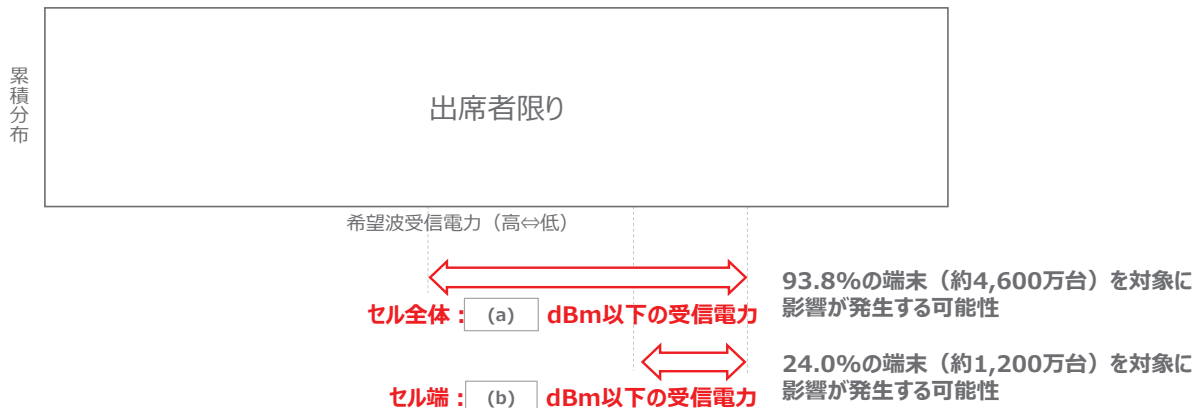 累積分布
出席者限り
希望波受信電力（高⇔低）
93.8%の端末（約4,600万台）を対象に
影響が発生する可能性
セル全体： (a) dBm以下の受信電力
24.0%の端末（約1,200万台）を対象に
影響が発生する可能性
セル端： (b) dBm以下の受信電力